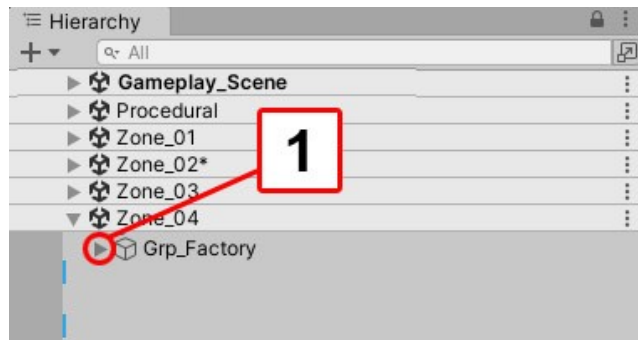 Hierarchy
All
Gameplay_Scene
Procedural
Zone_01
1
Zone_02*
Zone_03
Zone_04
Grp_Factory